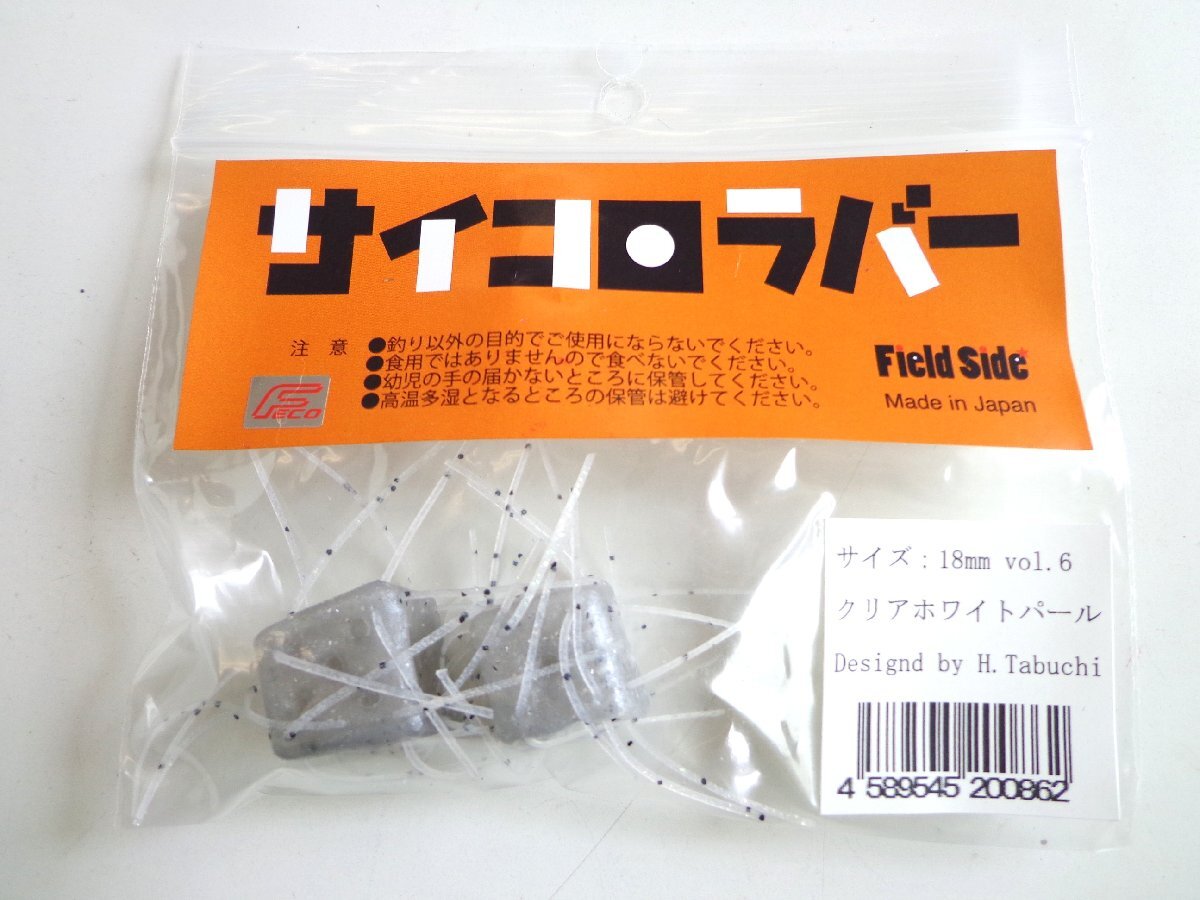 サイコロラバー
注意 ●釣り以外の目的でご使用にならないでください。
●食用ではありませんので食べないでください。
●幼児の手の届かないところに保管してください。
●高温多湿となるところの保管は避けてください。
FS
ECO
Field Side
Made in Japan
サイズ：18mm vol.6
クリアホワイトパール
Designd by H.Tabuchi
4 589545 200862